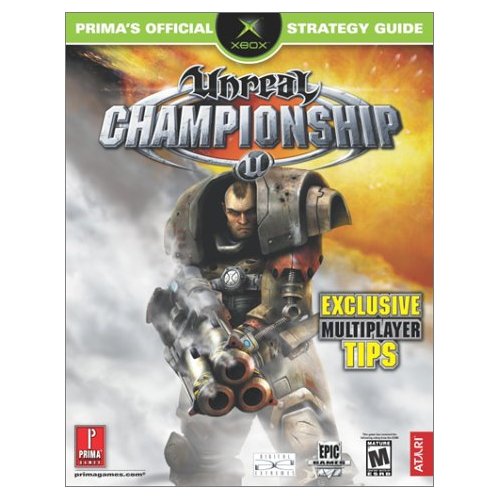 PRIMA'S OFFICIAL STRATEGY GUIDE
XBOX
Unreal
CHAMPIONSHIP
U
EXCLUSIVE
MULTIPLAYER
TIPS
P
PRIMA
GAMES
primagames.com®
DIGITAL
EXTREMES
EPIC
GAMES
MATURE
M
ESRB
ATARI